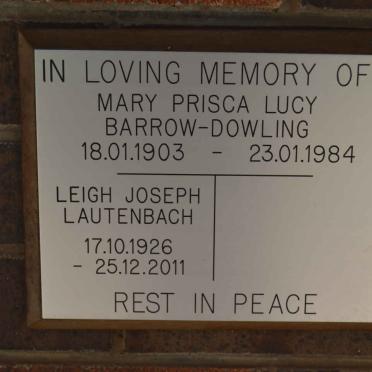 IN LOVING MEMORY OF
MARY PRISCA LUCY
BARROW-DOWLING
18.01.1903 - 23.01.1984
LEIGH JOSEPH
LAUTENBACH
17.10.1926
- 25.12.2011
REST IN PEACE